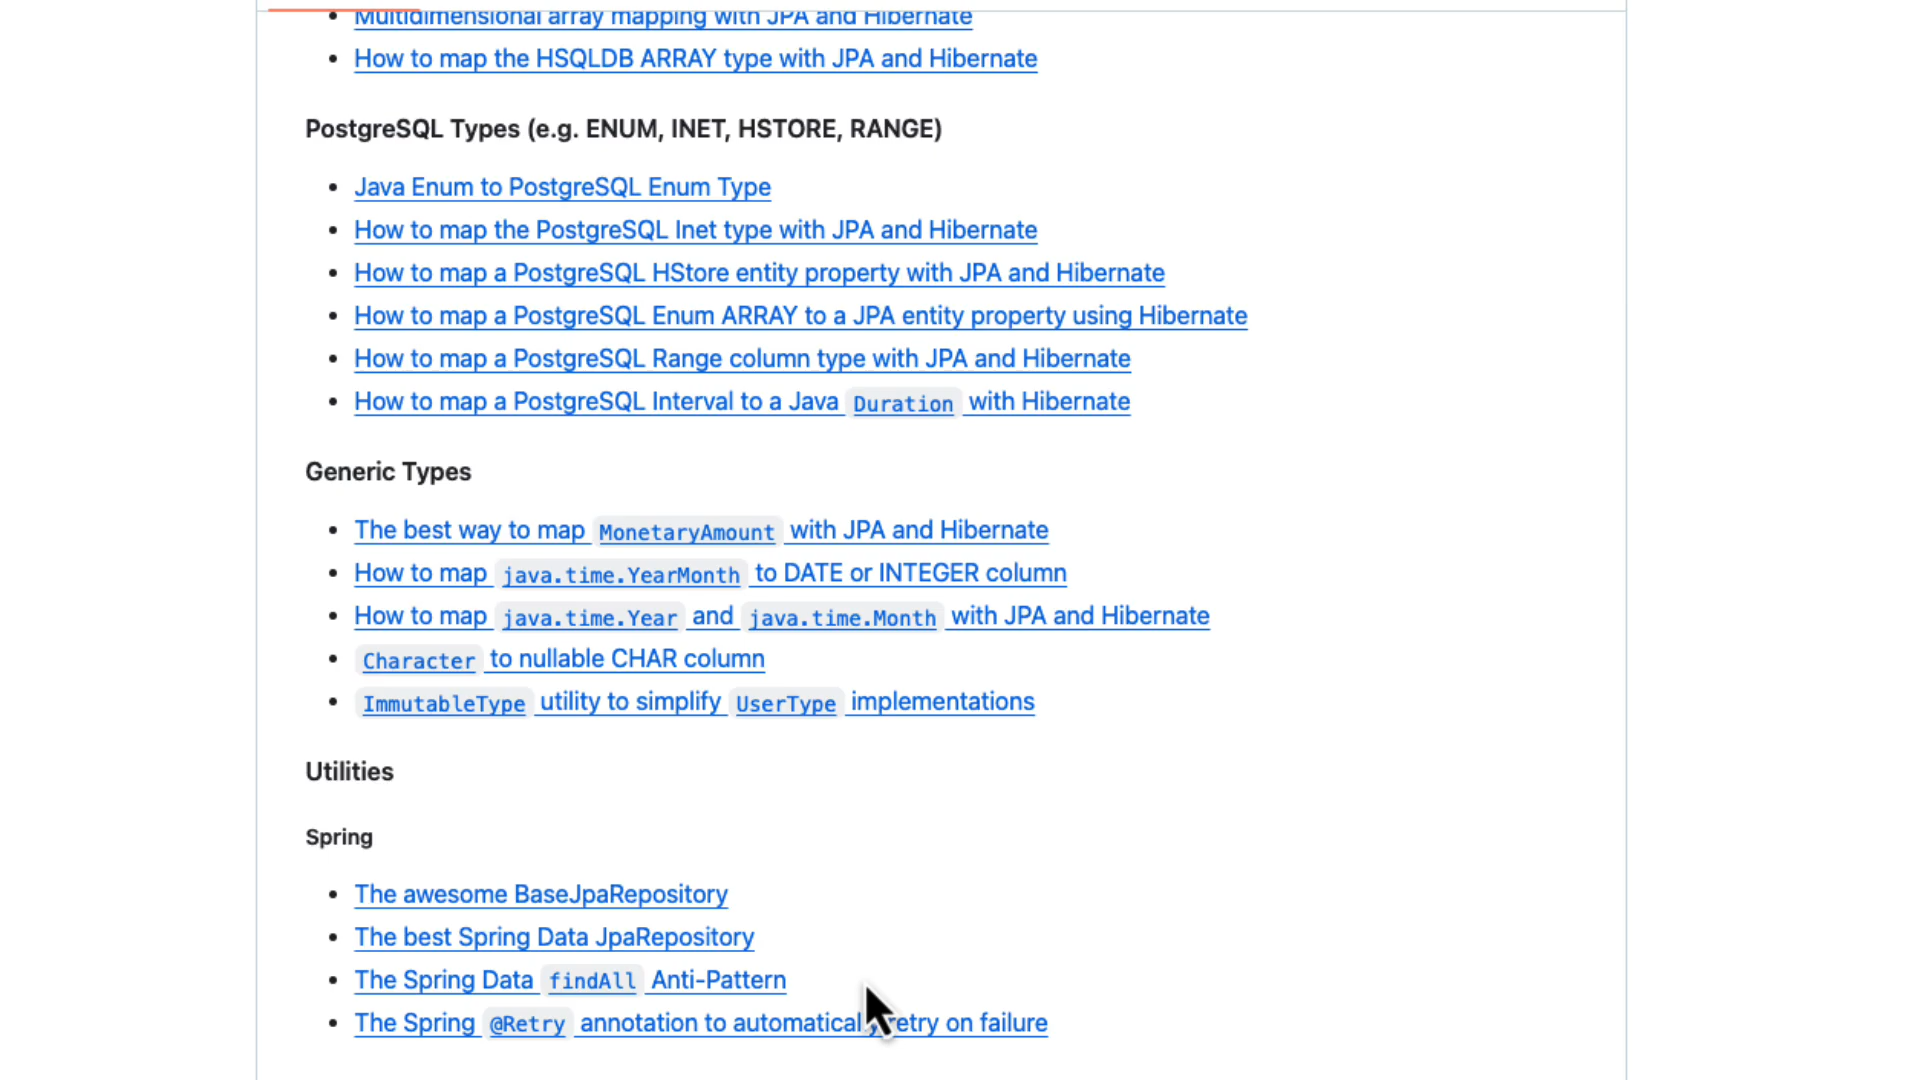 Multidimensional array mapping with JPA and Hibernate
How to map the HSQLDB ARRAY type with JPA and Hibernate
PostgreSQL Types (e.g. ENUM, INET, HSTORE, RANGE)
Java Enum to PostgreSQL Enum Type
How to map the PostgreSQL Inet type with JPA and Hibernate
How to map a PostgreSQL HStore entity property with JPA and Hibernate
How to map a PostgreSQL Enum ARRAY to a JPA entity property using Hibernate
How to map a PostgreSQL Range column type with JPA and Hibernate
How to map a PostgreSQL Interval to a Java Duration with Hibernate
Generic Types
The best way to map MonetaryAmount with JPA and Hibernate
How to map java.time.YearMonth to DATE or INTEGER column
How to map java.time.Year and java.time.Month with JPA and Hibernate
Character to nullable CHAR column
ImmutableType utility to simplify UserType implementations
Utilities
Spring
The awesome BaseJpaRepository
The best Spring Data JpaRepository
The Spring Data findAll Anti-Pattern
The Spring @Retry annotation to automatically retry on failure